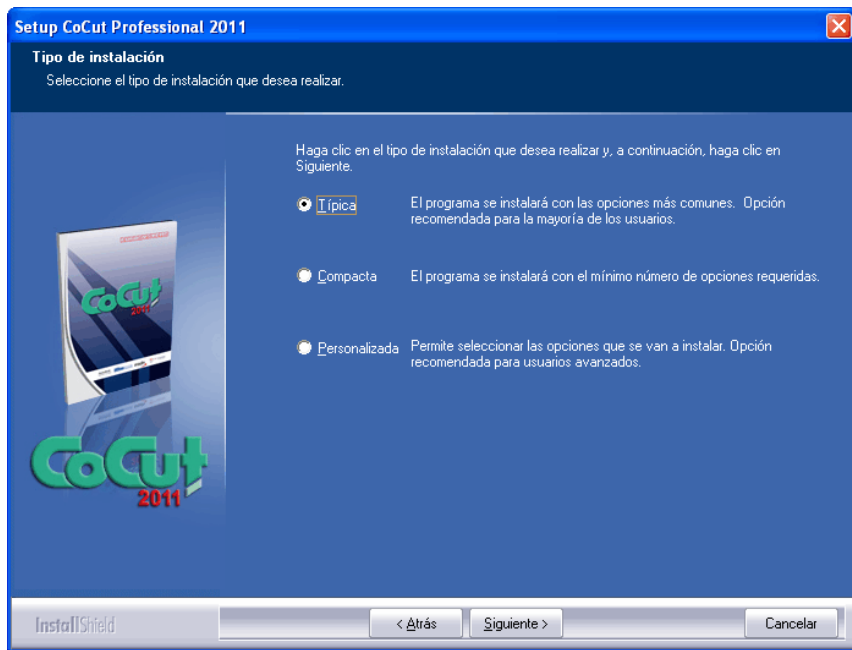 Setup CoCut Professional 2011
Tipo de instalación
Seleccione el tipo de instalación que desea realizar.
Haga clic en el tipo de instalación que desea realizar y, a continuación, haga clic en
Siguiente.
Típica
El programa se instalará con las opciones más comunes. Opción
recomendada para la mayoría de los usuarios.
Compacta
El programa se instalará con el mínimo número de opciones requeridas.
Personalizada
Permite seleccionar las opciones que se van a instalar. Opción
recomendada para usuarios avanzados.
CoCut
2011
CoCut
2011
InstallShield
< Atrás
Siguiente >
Cancelar